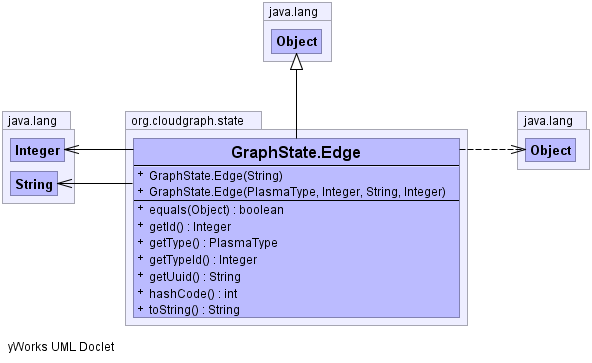 java.lang
Object
java.lang
Integer
String
org.cloudgraph.state
GraphState.Edge
+ GraphState.Edge(String)
+ GraphState.Edge(PlasmaType, Integer, String, Integer)
+ equals(Object) : boolean
+ getId() : Integer
+ getType() : PlasmaType
+ getTypeId() : Integer
+ getUuid() : String
+ hashCode() : int
+ toString() : String
java.lang
Object
yWorks UML Doclet